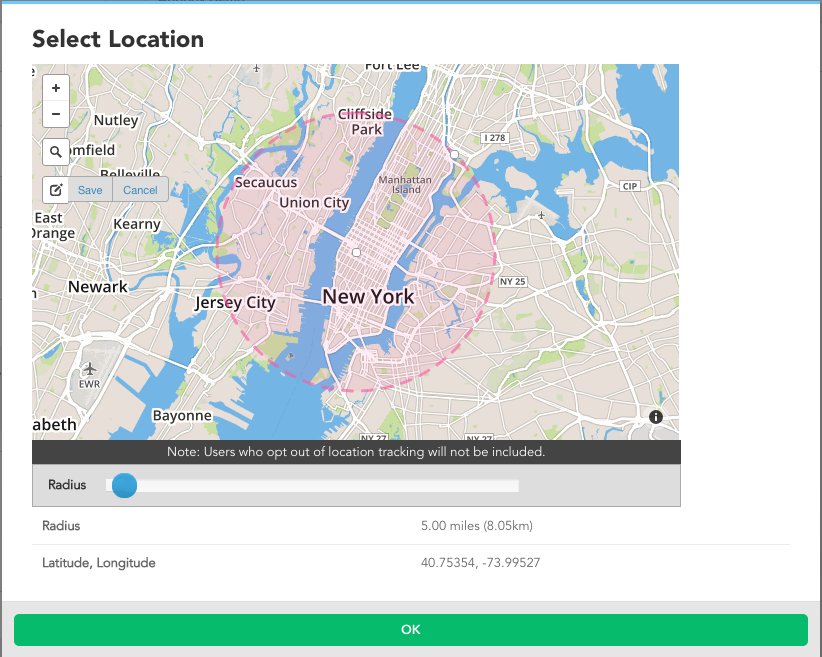 Select Location
Fort Lee
+
−
Cliffside
Park
Nutley
I 278
Manhattan
Island
Belleville
Secaucus
CIP
Save
Cancel
Union City
East
Orange
Kearny
NY 25
Newark
New York
Jersey City
EWR
Bayonne
NY 27
NY 27
Note: Users who opt out of location tracking will not be included.
Radius
Radius
5.00 miles (8.05km)
Latitude, Longitude
40.75354, -73.99527
OK